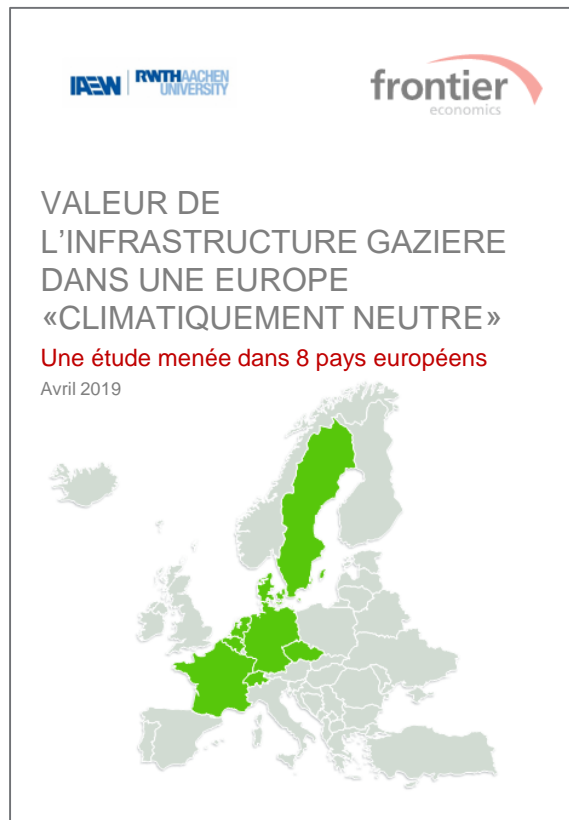 IAEW RWTHAACHEN
UNIVERSITY
frontier
economics
VALEUR DE
L’INFRASTRUCTURE GAZIERE
DANS UNE EUROPE
«CLIMATIQUEMENT NEUTRE»
Une étude menée dans 8 pays européens
Avril 2019